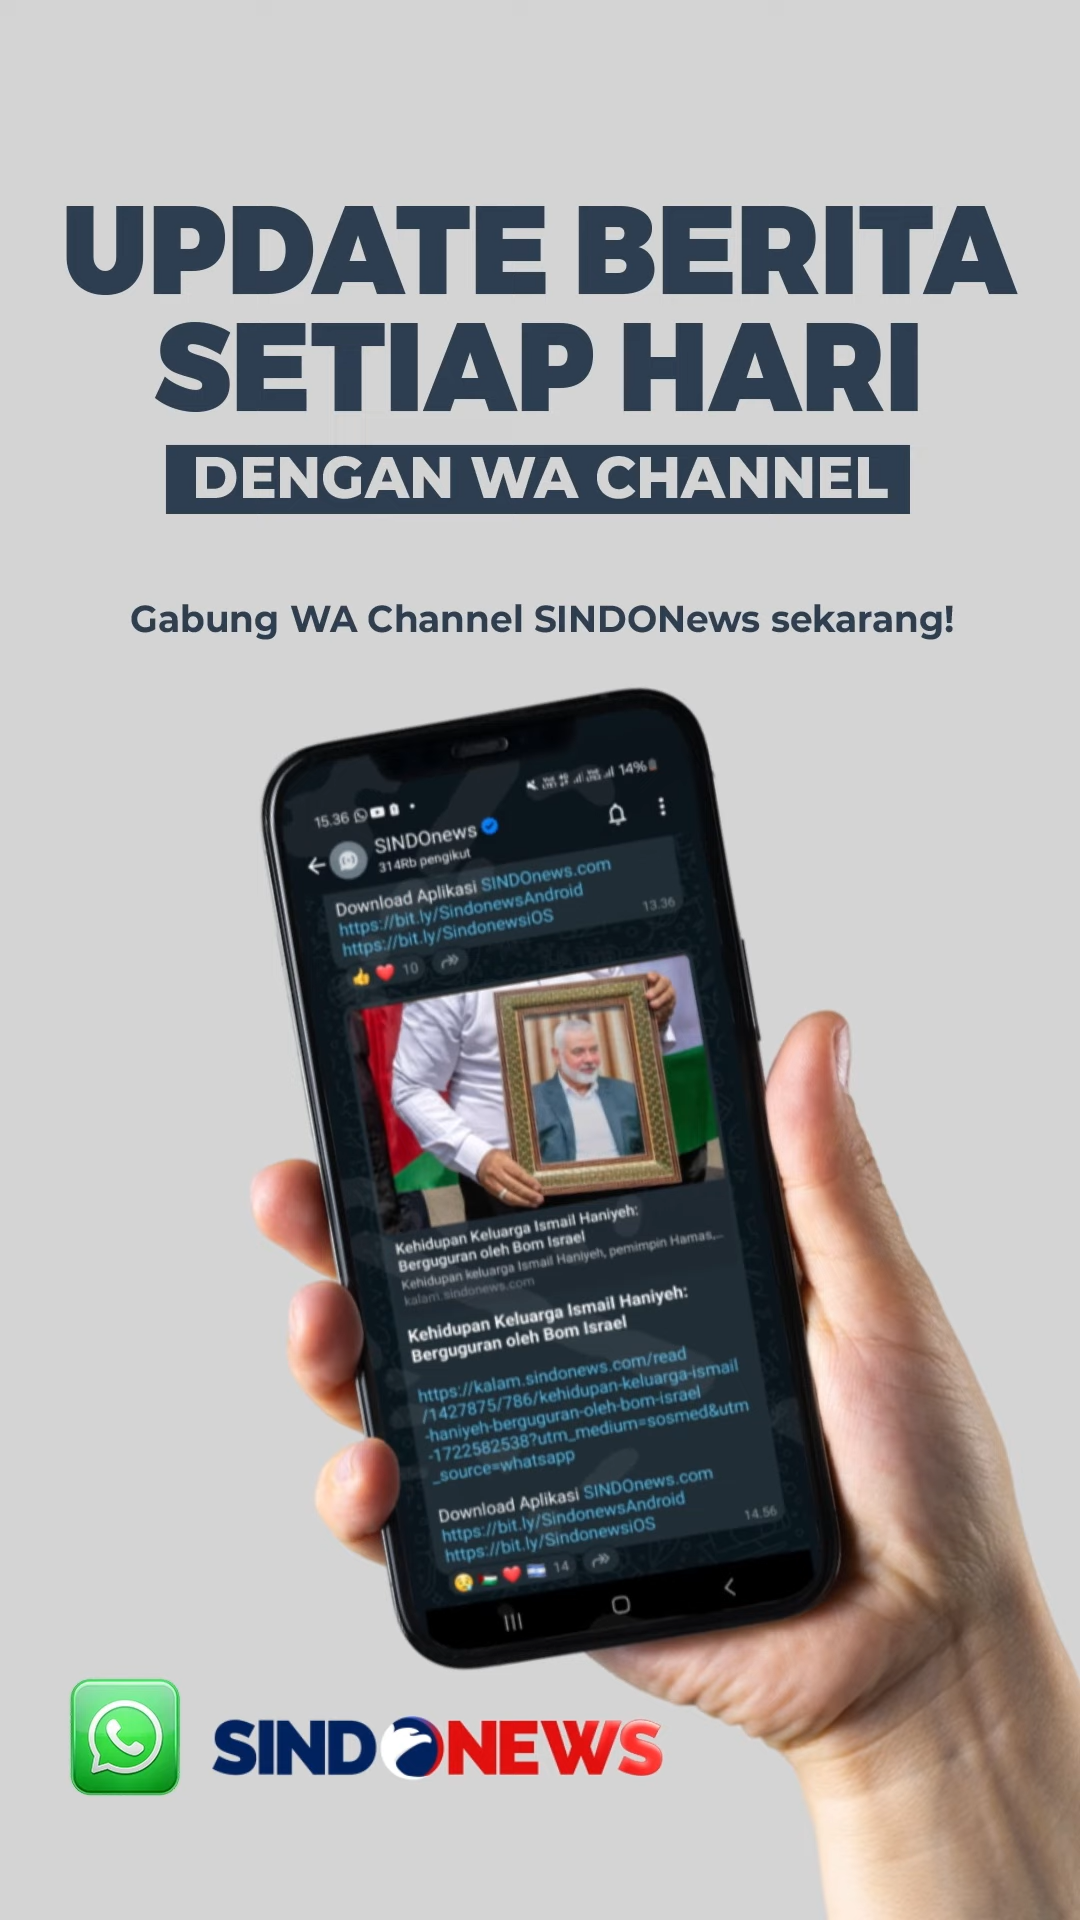 UPDATE BERITA
SETIAP HARI
DENGAN WA CHANNEL
Gabung WA Channel SINDONews sekarang!
15.36
14%
SINDOnews
314Rb pengikut
Download Aplikasi SINDOnews.com
https://bit.ly/SindonewsAndroid
https://bit.ly/SindonewsiOS
13.36
10
Kehidupan Keluarga Ismail Haniyeh:
Berguguran oleh Bom Israel
Kehidupan keluarga Ismail Haniyeh, pemimpin Hamas,...
kalam.sindonews.com
Kehidupan Keluarga Ismail Haniyeh:
Berguguran oleh Bom Israel
https://kalam.sindonews.com/read
/1427875/786/kehidupan-keluarga-ismail
-haniyeh-berguguran-oleh-bom-israel
-1722582538?utm_medium=sosmed&utm
_source=whatsapp
Download Aplikasi SINDOnews.com
https://bit.ly/SindonewsAndroid
https://bit.ly/SindonewsiOS
14.56
14
SINDONEWS